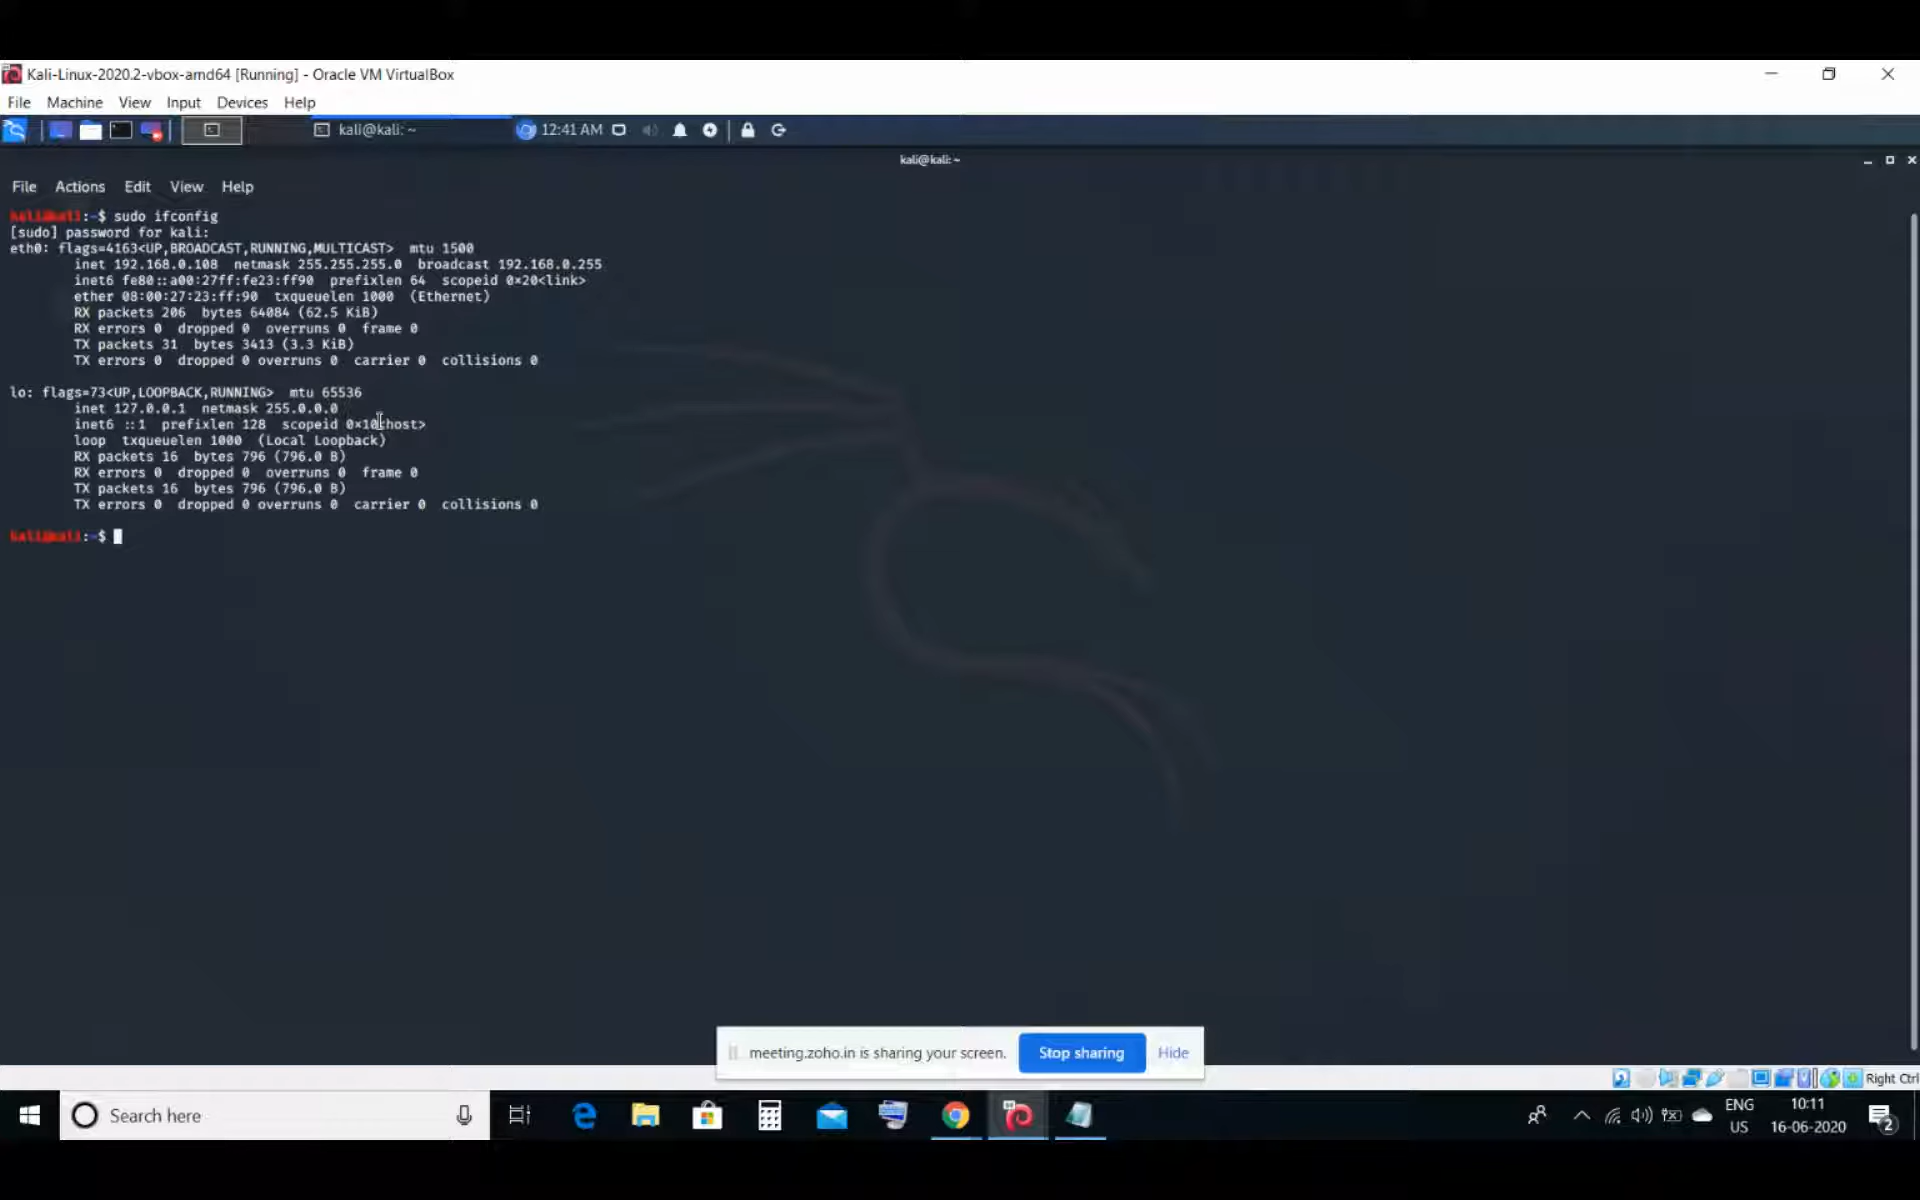 Kali-Linux-2020.2-vbox-amd64 [Running] - Oracle VM VirtualBox
File Machine View Input Devices Help
kali@kali: ~ 12:41 AM
kali@kali: ~
File Actions Edit View Help
kali@kali:~$ sudo ifconfig
[sudo] password for kali:
eth0: flags=4163<UP,BROADCAST,RUNNING,MULTICAST>  mtu 1500
inet 192.168.0.108  netmask 255.255.255.0  broadcast 192.168.0.255
inet6 fe80::a00:27ff:fe23:ff90  prefixlen 64  scopeid 0×20<link>
ether 08:00:27:23:ff:90  txqueuelen 1000  (Ethernet)
RX packets 206  bytes 64084 (62.5 KiB)
RX errors 0  dropped 0  overruns 0  frame 0
TX packets 31  bytes 3413 (3.3 KiB)
TX errors 0  dropped 0 overruns 0  carrier 0  collisions 0
lo: flags=73<UP,LOOPBACK,RUNNING>  mtu 65536
inet 127.0.0.1  netmask 255.0.0.0
inet6 ::1  prefixlen 128  scopeid 0×10<host>
loop  txqueuelen 1000  (Local Loopback)
RX packets 16  bytes 796 (796.0 B)
RX errors 0  dropped 0  overruns 0  frame 0
TX packets 16  bytes 796 (796.0 B)
TX errors 0  dropped 0 overruns 0  carrier 0  collisions 0
kali@kali:~$
meeting.zoho.in is sharing your screen. Stop sharing Hide
Right Ctrl
Search here
ENG
US
10:11
16-06-2020
2